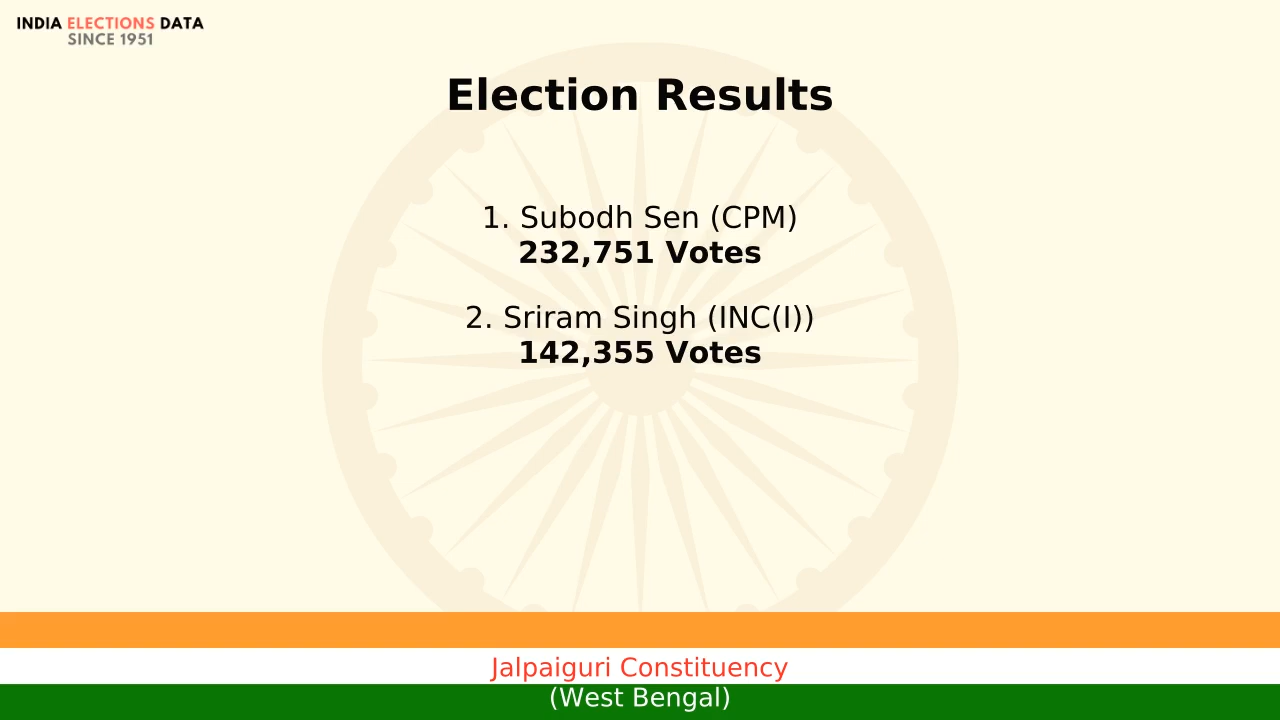 INDIA ELECTIONS DATA
SINCE 1951
Election Results
1. Subodh Sen (CPM)
232,751 Votes
2. Sriram Singh (INC(I))
142,355 Votes
Jalpaiguri Constituency
(West Bengal)